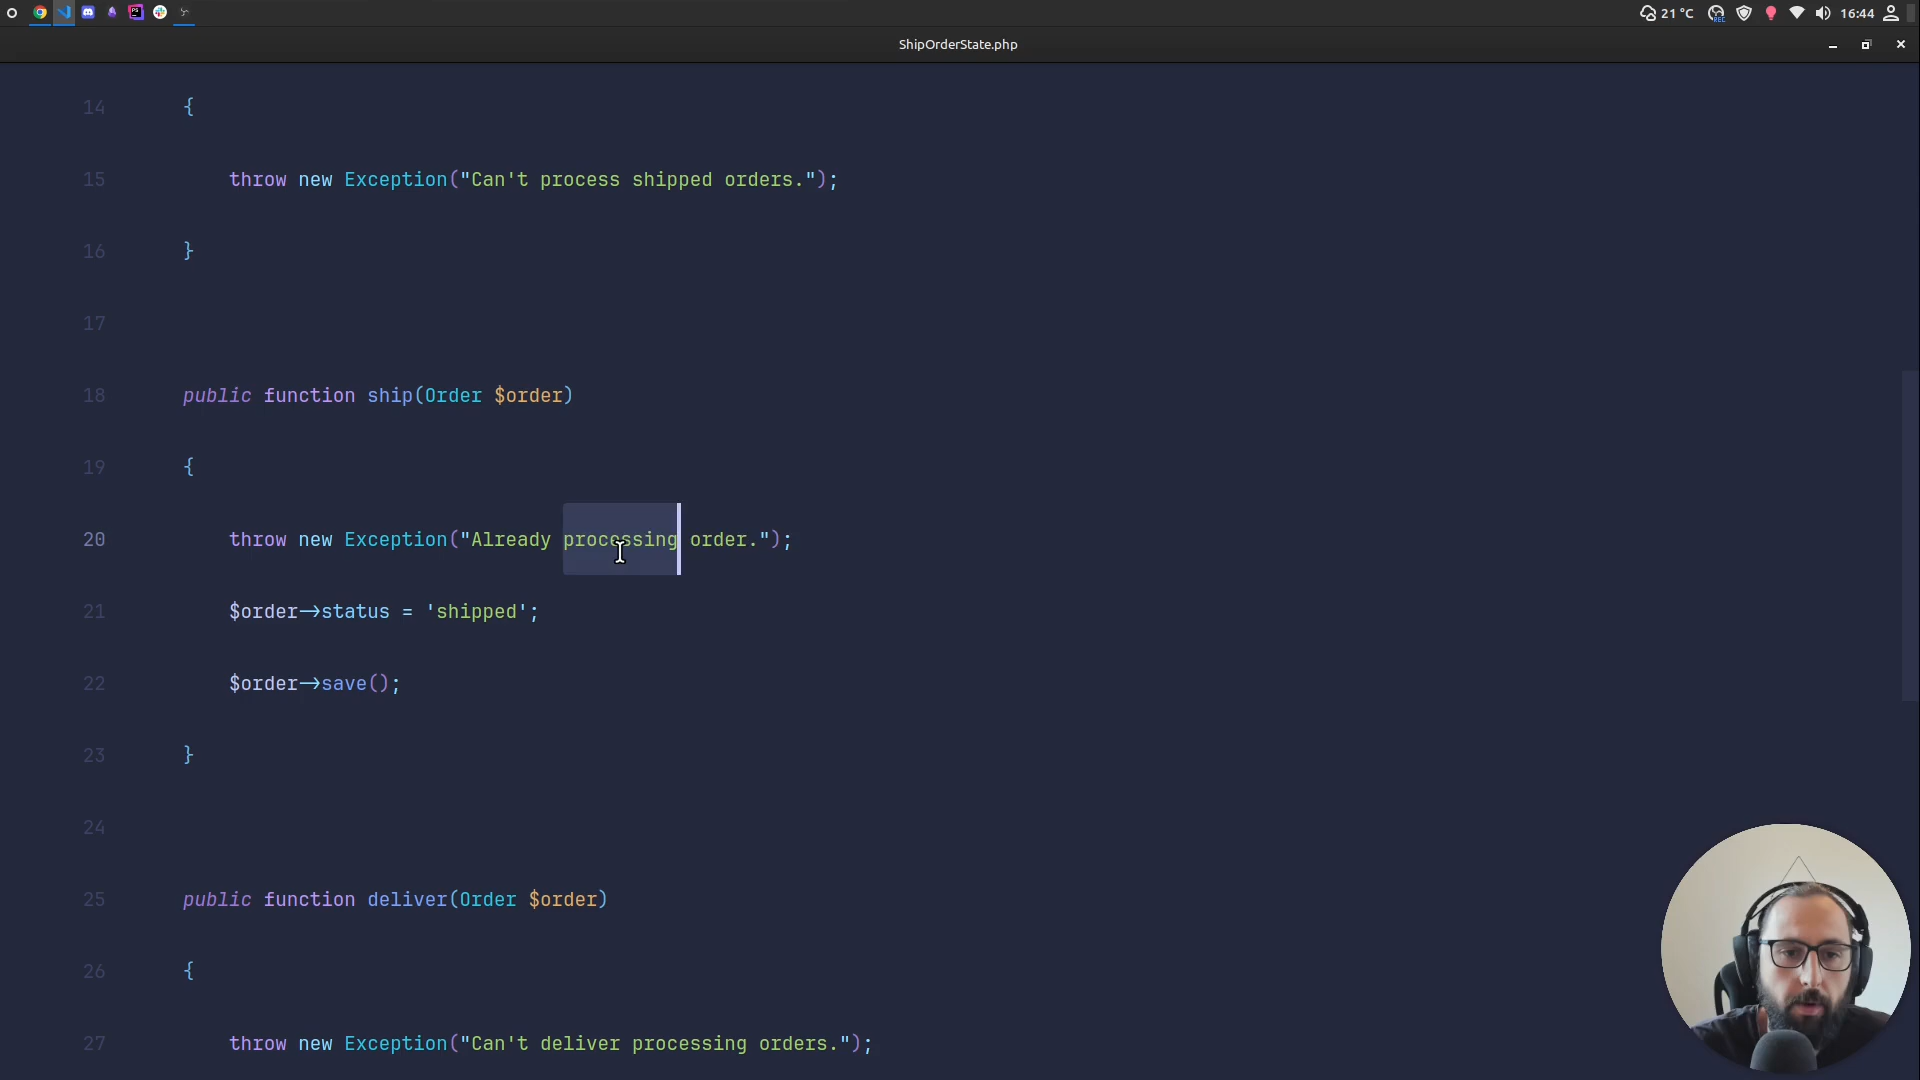 21 °C
REC
16:44
ShipOrderState.php
14 {
15 throw new Exception("Can't process shipped orders.");
16 }
17
18 public function ship(Order $order)
19 {
20 throw new Exception("Already processing order.");
21 $order->status = 'shipped';
22 $order->save();
23 }
24
25 public function deliver(Order $order)
26 {
27 throw new Exception("Can't deliver processing orders.");